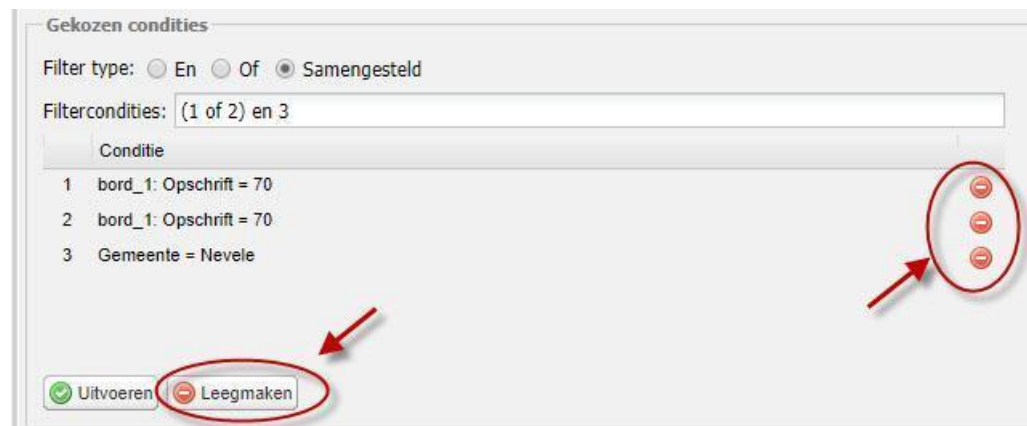 Gekozen condities
Filter type: En Of Samengesteld
Filtercondities: (1 of 2) en 3
Conditie
1 bord_1: Opschrift = 70
2 bord_1: Opschrift = 70
3 Gemeente = Nevele
Uitvoeren Leegmaken